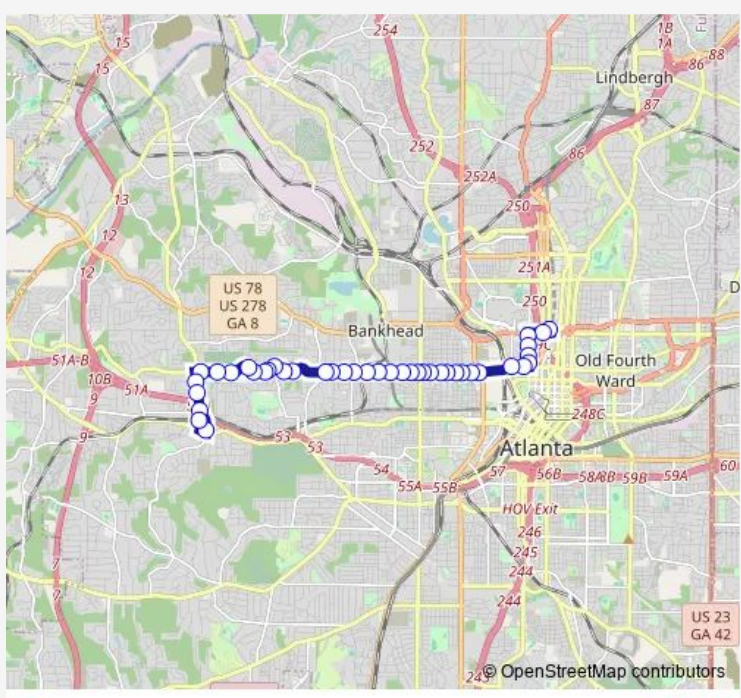 254
1B
1A
15
86
88
15
Lindbergh
87
252
86
252A
13
250
12
251A
12
US 78
US 278
GA 8
250
Bankhead
51A-B
Old Fourth
Ward
10B
51A
9
248C
9
53
53
Atlanta
54
57
56B
58A
59B
59A
60
55A
55B
HOV Exit
246
245
7
244
7
244
US 23
GA 42
243
© OpenStreetMap contributors